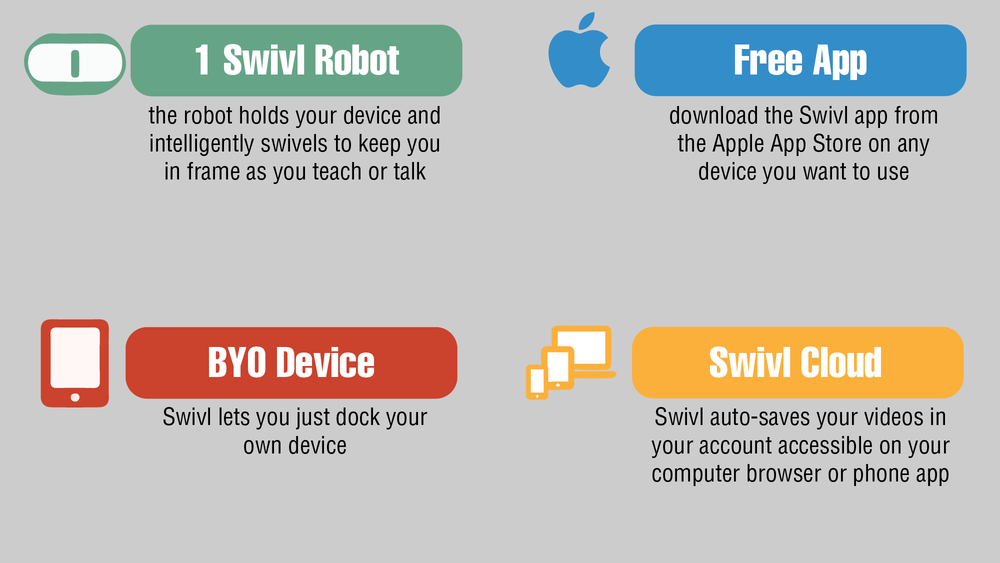 1 Swivl Robot
the robot holds your device and
intelligently swivels to keep you
in frame as you teach or talk
Free App
download the Swivl app from
the Apple App Store on any
device you want to use
BYO Device
Swivl lets you just dock your
own device
Swivl Cloud
Swivl auto-saves your videos in
your account accessible on your
computer browser or phone app